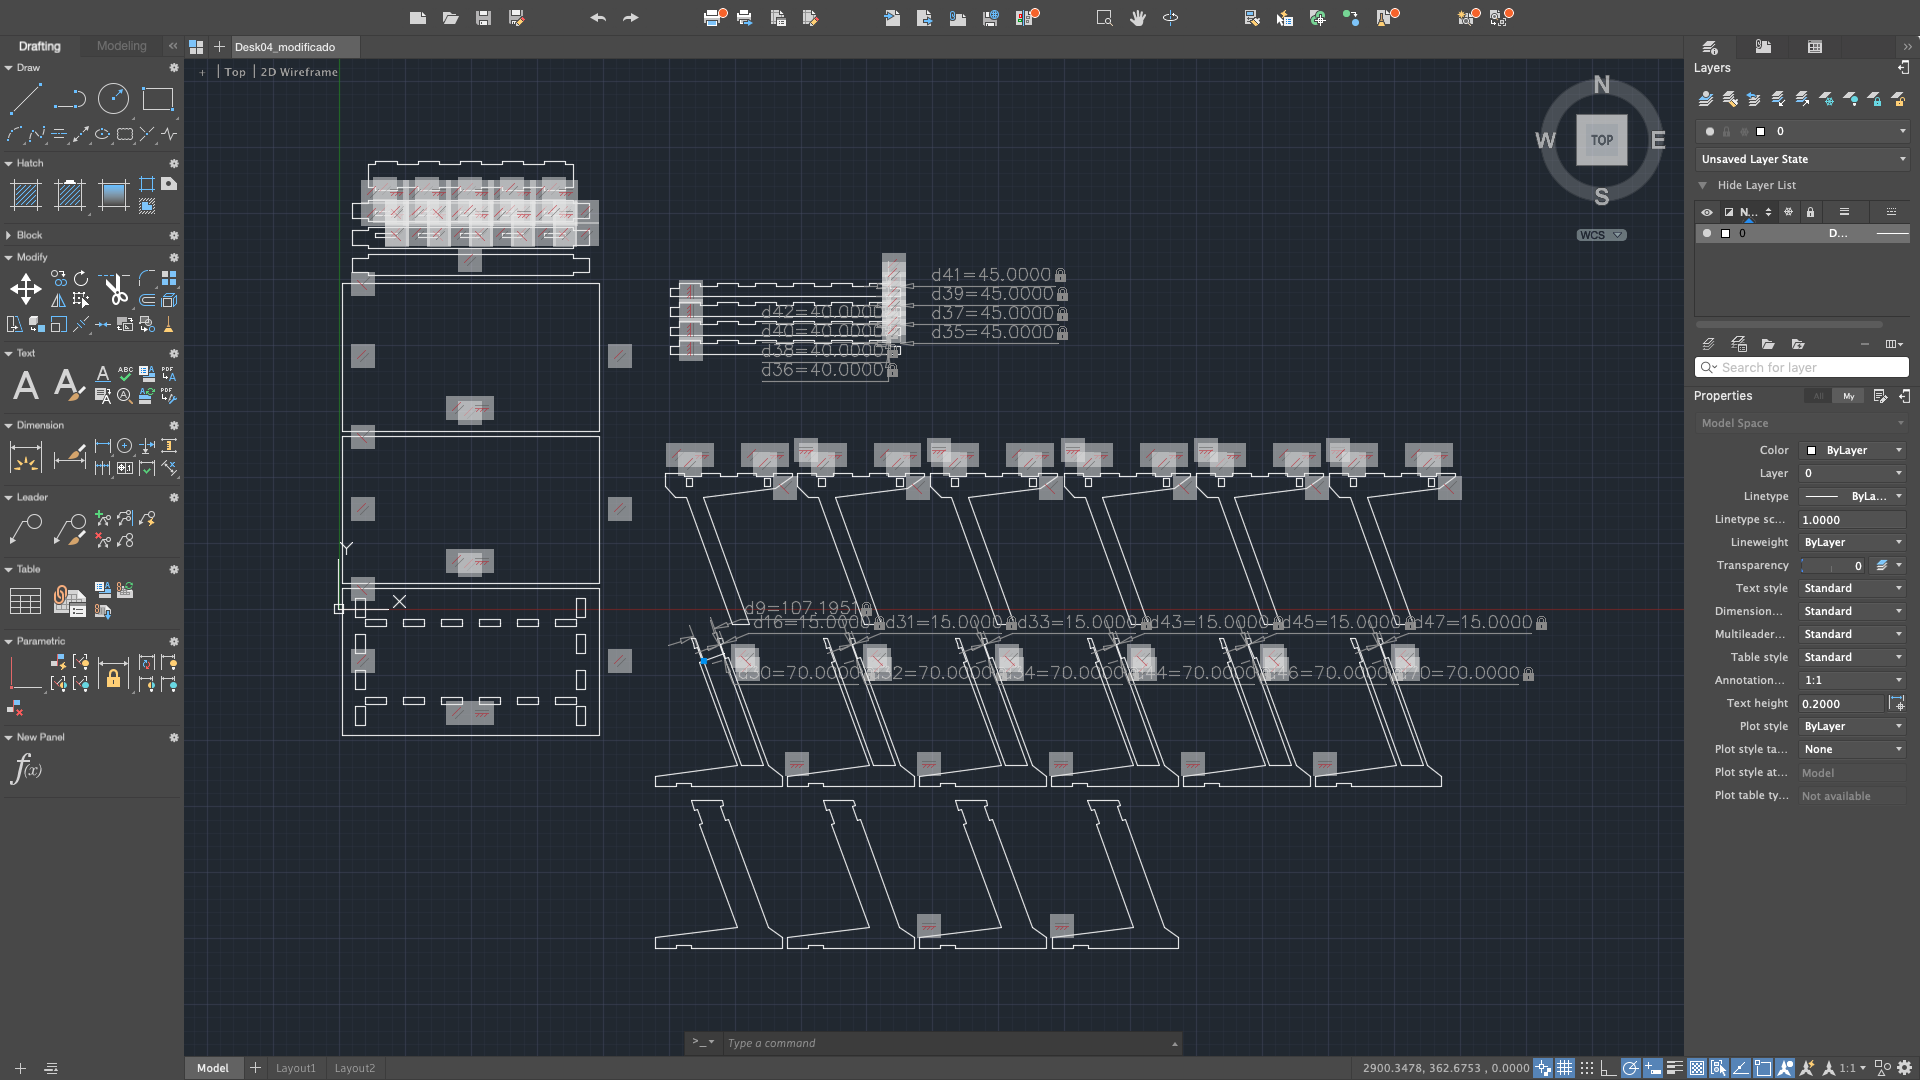 Drafting
Modeling
Desk04_modificado
Layers
Draw
Top
2D Wireframe
N
W
TOP
E
S
WCS
0
Unsaved Layer State
Hide Layer List
N...
0
D...
Search for layer
Hatch
Block
Modify
Text
A
ABC
PDF
Dimension
Leader
Table
Parametric
New Panel
f(x)
d41=45.0000
d39=45.0000
d37=45.0000
d35=45.0000
d42=40.0000
d40=40.0000
d38=40.0000
d36=40.0000
Y
X
d9=107.1951
d16=15.0000
d31=15.0000
d33=15.0000
d43=15.0000
d45=15.0000
d47=15.0000
=70.0000
=70.0000
=70.0000
=70.0000
=70.0000
=70.0000
Properties
All
My
Model Space
Color
ByLayer
Layer
0
Linetype
ByLa...
Linetype sc...
1.0000
Lineweight
ByLayer
Transparency
0
Text style
Standard
Dimension...
Standard
Multileader...
Standard
Table style
Standard
Annotation...
1:1
Text height
0.2000
Plot style
ByLayer
Plot style ta...
None
Plot style at...
Model
Plot table ty...
Not available
>_
Type a command
Model
Layout1
Layout2
2900.3478, 362.6753 , 0.0000
1:1